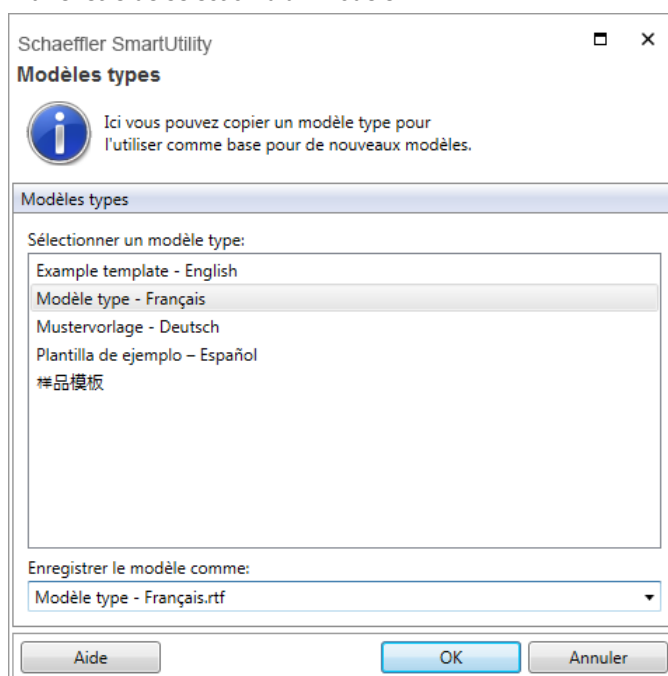 Schaeffler SmartUtility
Modèles types
Ici vous pouvez copier un modèle type pour
l'utiliser comme base pour de nouveaux modèles.
Modèles types
Sélectionner un modèle type:
Example template - English
Modèle type - Français
Mustervorlage - Deutsch
Plantilla de ejemplo – Español
样品模板
Enregistrer le modèle comme:
Modèle type - Français.rtf
Aide
OK
Annuler